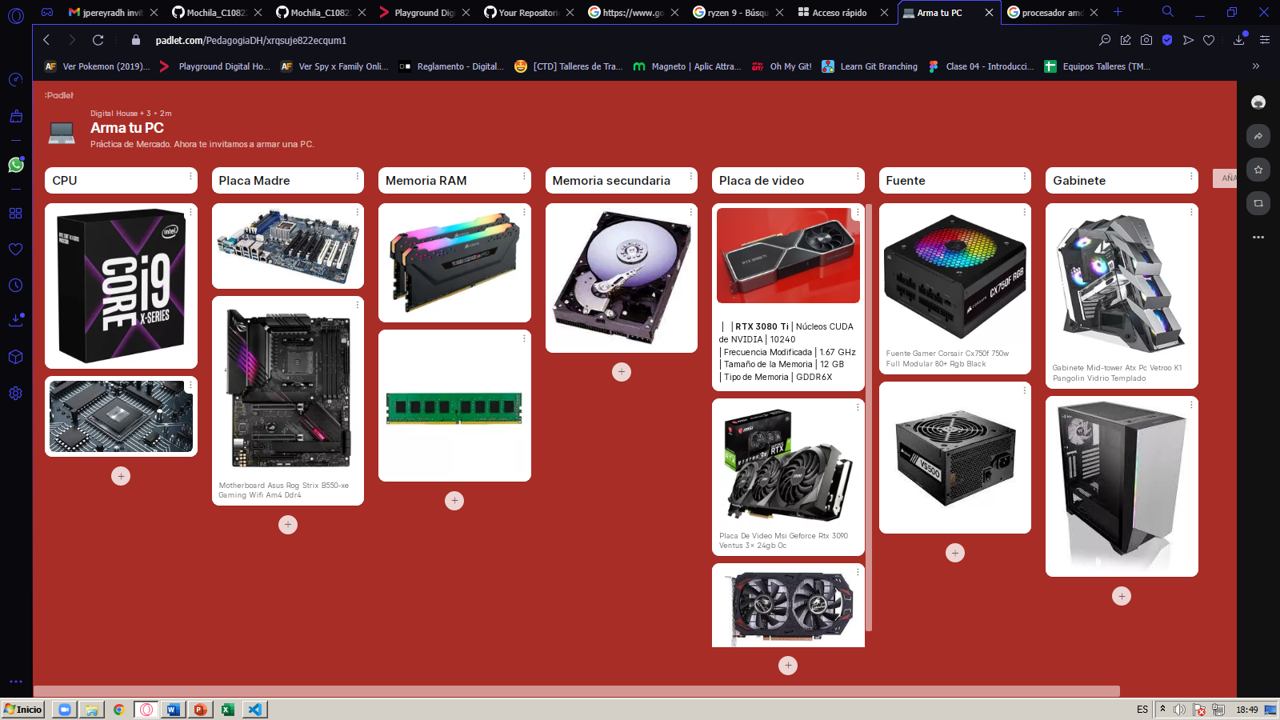 jpereyradh invit
Mochila_C1082
Mochila_C1082
Playground Digi
Your Repositori
https://www.go
ryzen 9 - Búsqu
Acceso rápido
Arma tu PC
procesador amd
padlet.com/PedagogiaDH/xrqsuje822ecqum1
Ver Pokemon (2019)...
Playground Digital Ho...
Ver Spy x Family Onli...
Reglamento - Digital...
[CTD] Talleres de Tra...
Magneto | Aplic Attra...
Oh My Git!
Learn Git Branching
Clase 04 - Introducci...
Equipos Talleres (TM...
:Padlet
Digital House + 3 • 2m
Arma tu PC
Práctica de Mercado. Ahora te invitamos a armar una PC.
CPU
Placa Madre
Memoria RAM
Memoria secundaria
Placa de video
Fuente
Gabinete
AÑA
intel
CORE i9
X-SERIES
Motherboard Asus Rog Strix B550-xe
Gaming Wifi Am4 Ddr4
| | RTX 3080 Ti | Núcleos CUDA
de NVIDIA | 10240
| Frecuencia Modificada | 1.67 GHz
| Tamaño de la Memoria | 12 GB
| Tipo de Memoria | GDDR6X
Placa De Video Msi Geforce Rtx 3090
Ventus 3x 24gb Oc
CX750F RGB
Fuente Gamer Corsair Cx750f 750w
Full Modular 80+ Rgb Black
VS500
Gabinete Mid-tower Atx Pc Vetroo K1
Pangolin Vidrio Templado
Inicio
ES
18:49